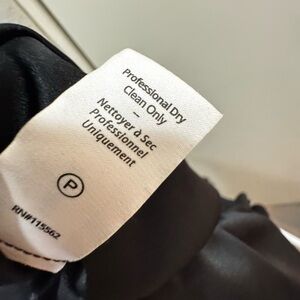 Professional Dry
Clean Only
–
Nettoyer à Sec
Professionnel
Uniquement
P
RN#115562